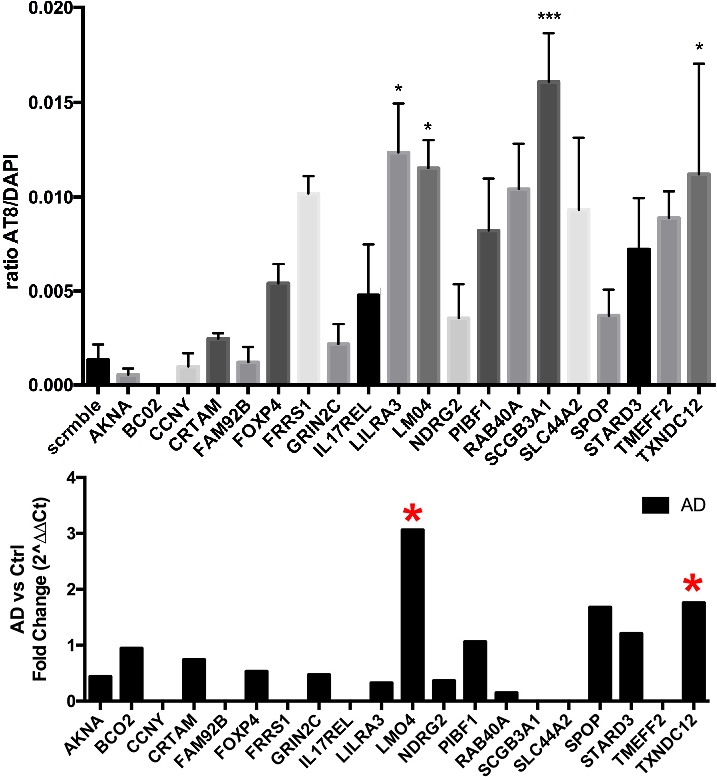 0.020
0.015
0.010
0.005
0.000
ratio AT8/DAPI
*
*
***
*
scrmble
AKNA
BC02
CCNY
CRTAM
FAM92B
FOXP4
FRRS1
GRIN2C
IL17REL
LILRA3
LM04
NDRG2
PIBF1
RAB40A
SCGB3A1
SLC44A2
SPOP
STARD3
TMEFF2
TXNDC12
4
3
2
1
0
AD vs Ctrl
Fold Change (2^∆∆Ct)
*
*
AD
AKNA
BCO2
CCNY
CRTAM
FAM92B
FOXP4
FRRS1
GRIN2C
IL17REL
LILRA3
LMO4
NDRG2
PIBF1
RAB40A
SCGB3A1
SLC44A2
SPOP
STARD3
TMEFF2
TXNDC12